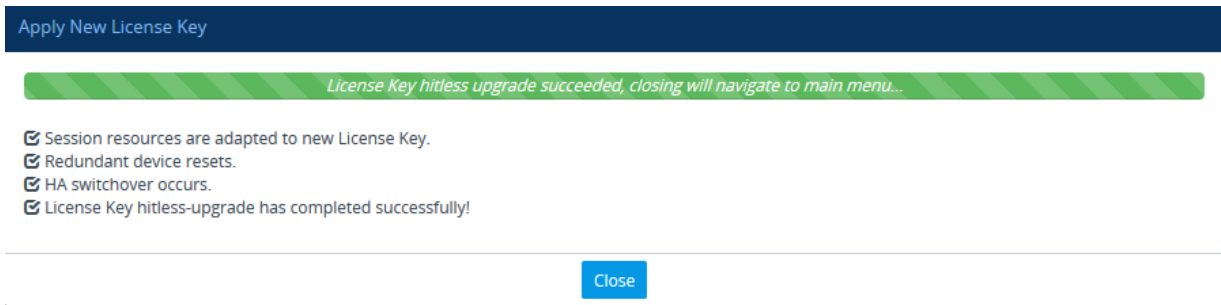 Apply New License Key
License Key hitless upgrade succeeded, closing will navigate to main menu...
Session resources are adapted to new License Key.
Redundant device resets.
HA switchover occurs.
License Key hitless-upgrade has completed successfully!
Close